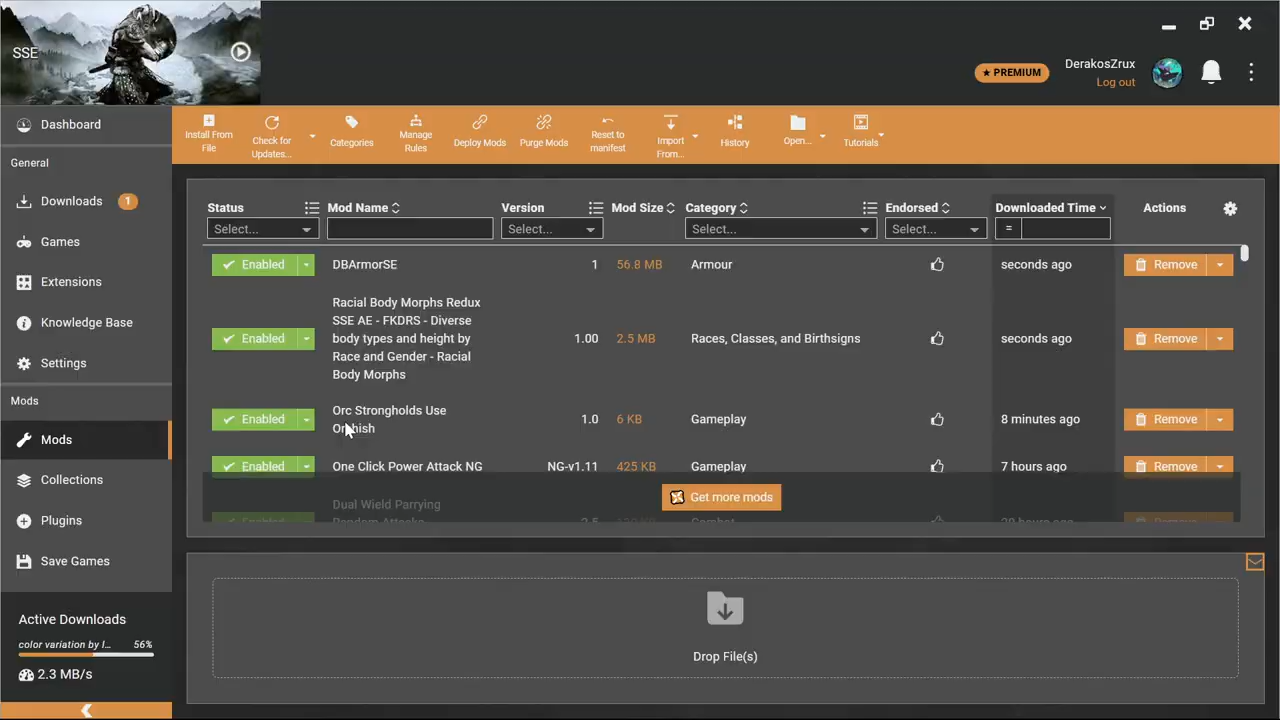 SSE
PREMIUM
DerakosZrux
Log out
Dashboard
General
Downloads
1
Games
Extensions
Knowledge Base
Settings
Mods
Mods
Collections
Plugins
Save Games
Active Downloads
color variation by l...
56%
2.3 MB/s
Install From
File
Check for
Updates...
Categories
Manage
Rules
Deploy Mods
Purge Mods
Reset to
manifest
Import
From...
History
Open...
Tutorials
Status
Mod Name
Version
Mod Size
Category
Endorsed
Downloaded Time
Actions
Select...
Select...
Select...
Select...
=
Enabled
DBArmorSE
1
56.8 MB
Armour
seconds ago
Remove
Enabled
Racial Body Morphs Redux
SSE AE - FKDRS - Diverse
body types and height by
Race and Gender - Racial
Body Morphs
1.00
2.5 MB
Races, Classes, and Birthsigns
seconds ago
Remove
Enabled
Orc Strongholds Use
1.0
6 KB
Gameplay
8 minutes ago
Remove
Enabled
One Click Power Attack NG
NG-v1.11
425 KB
Gameplay
7 hours ago
Remove
Dual Wield Parrying
Get more mods
Drop File(s)